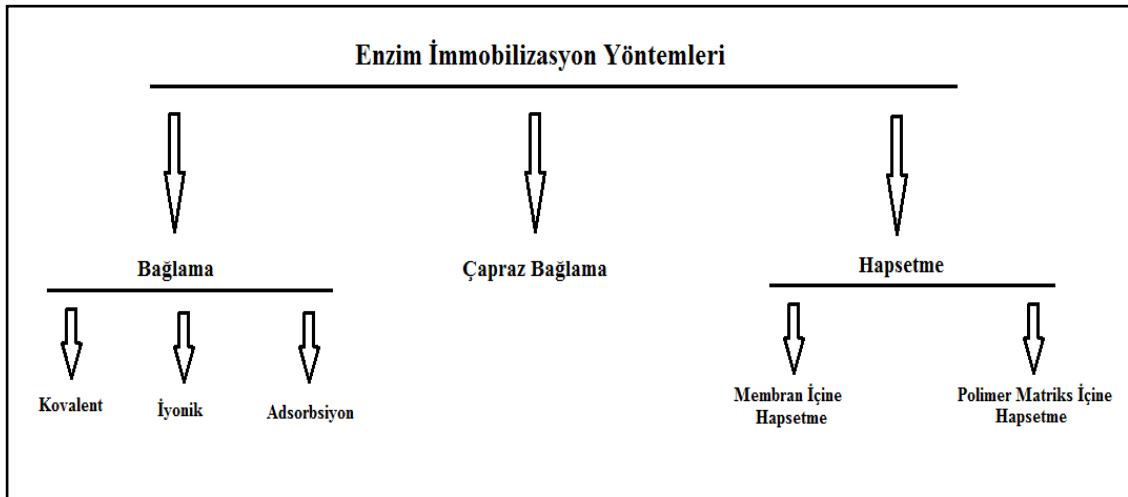 Enzim İmmobilizasyon Yöntemleri
Bağlama
Çapraz Bağlama
Hapsetme
Kovalent
İyonik
Adsorbsiyon
Membran İçine
Hapsetme
Polimer Matriks İçine
Hapsetme